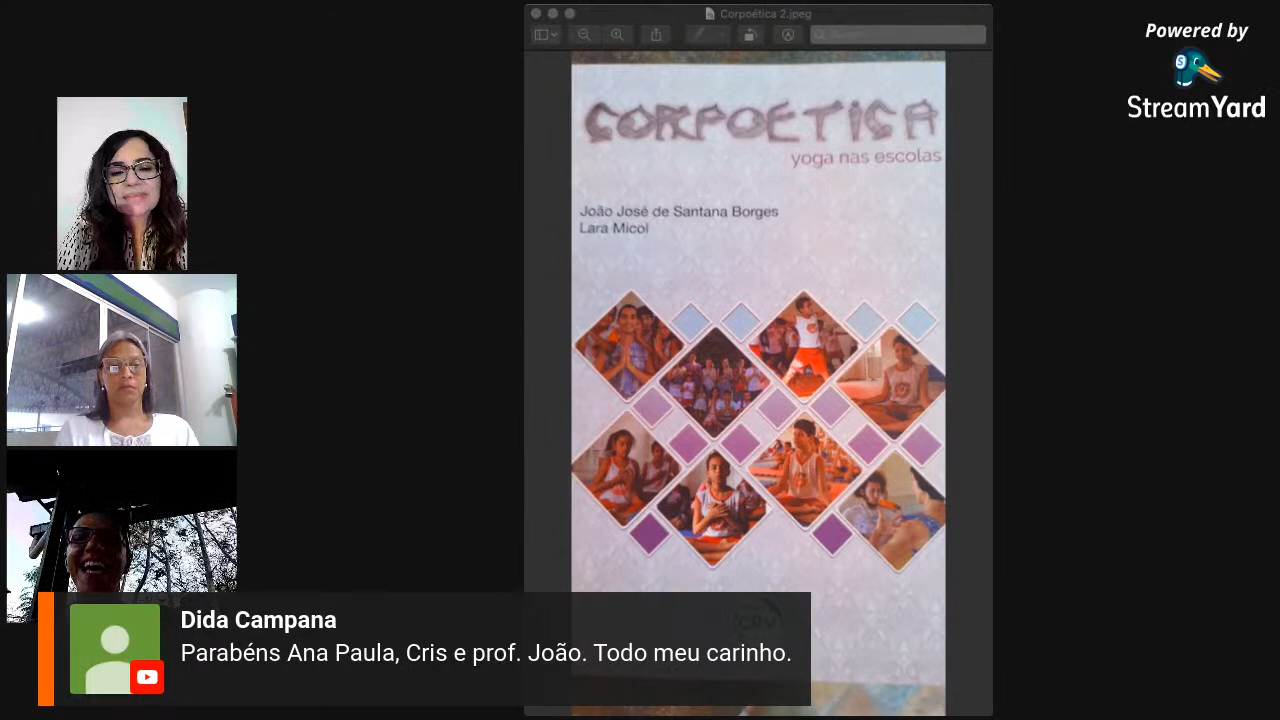 Corpoética 2.jpeg
Powered by
StreamYard
CORPOÉTICA
yoga nas escolas
João José de Santana Borges
Lara Micol
Dida Campana
Parabéns Ana Paula, Cris e prof. João. Todo meu carinho.